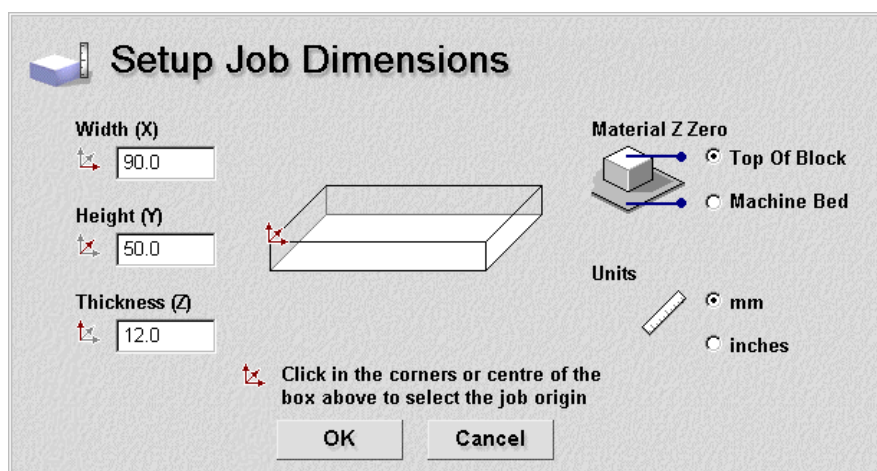 Setup Job Dimensions
Width (X)
90.0
Height (Y)
50.0
Thickness (Z)
12.0
Material Z Zero
Top Of Block
Machine Bed
Units
mm
inches
Click in the corners or centre of the
box above to select the job origin
OK
Cancel